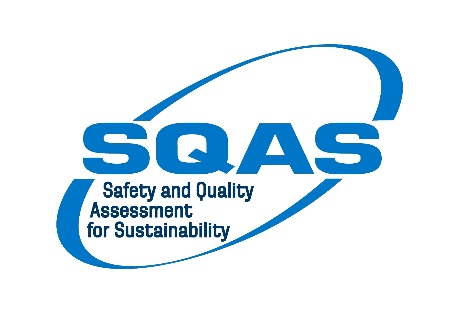 SQAS
Safety and Quality
Assessment
for Sustainability